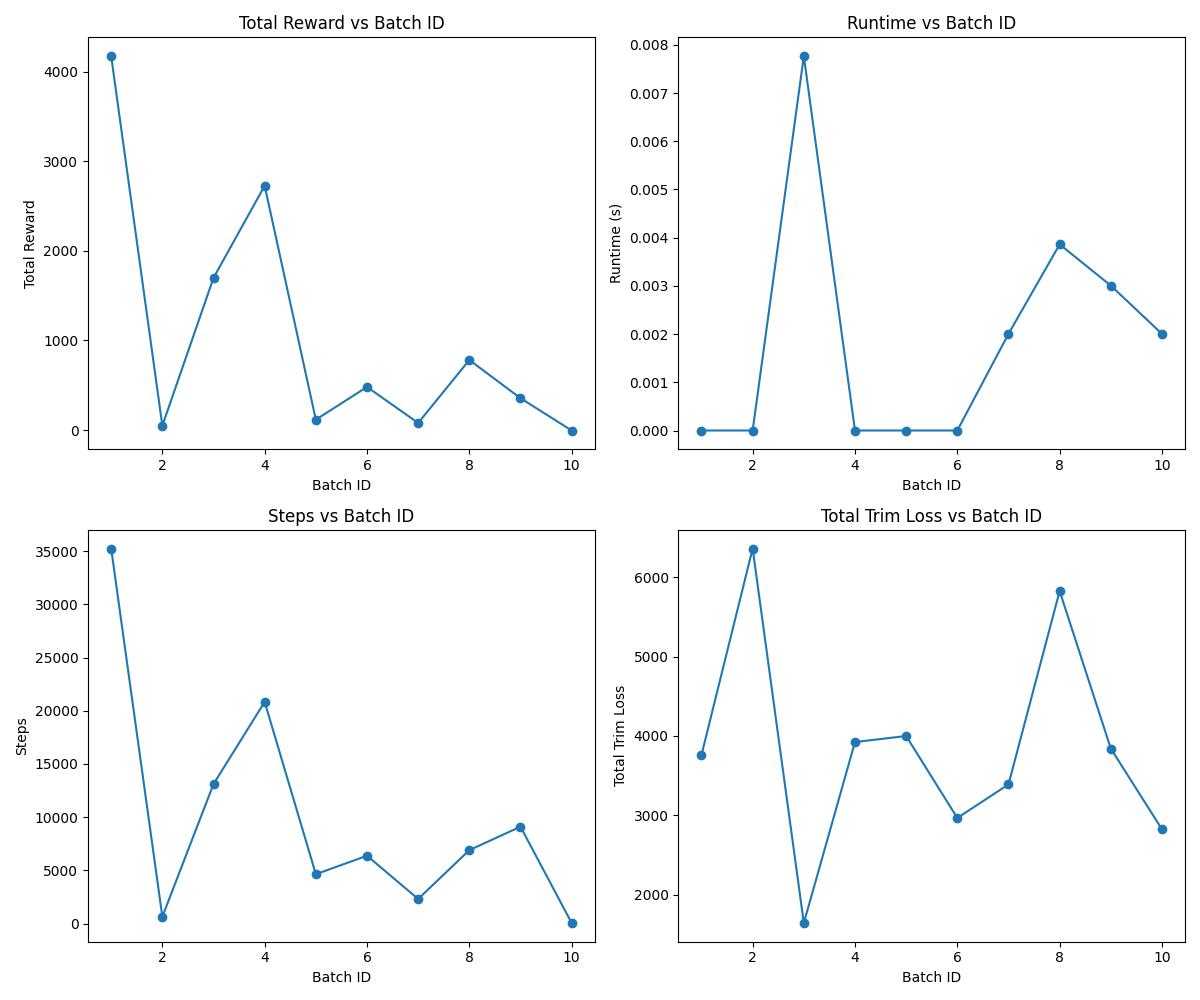 Total Reward vs Batch ID
4000
3000
2000
1000
0
Total Reward
2 4 6 8 10
Batch ID
Runtime vs Batch ID
0.008
0.007
0.006
0.005
0.004
0.003
0.002
0.001
0.000
Runtime (s)
2 4 6 8 10
Batch ID
Steps vs Batch ID
35000
30000
25000
20000
15000
10000
5000
0
Steps
2 4 6 8 10
Batch ID
Total Trim Loss vs Batch ID
6000
5000
4000
3000
2000
Total Trim Loss
2 4 6 8 10
Batch ID